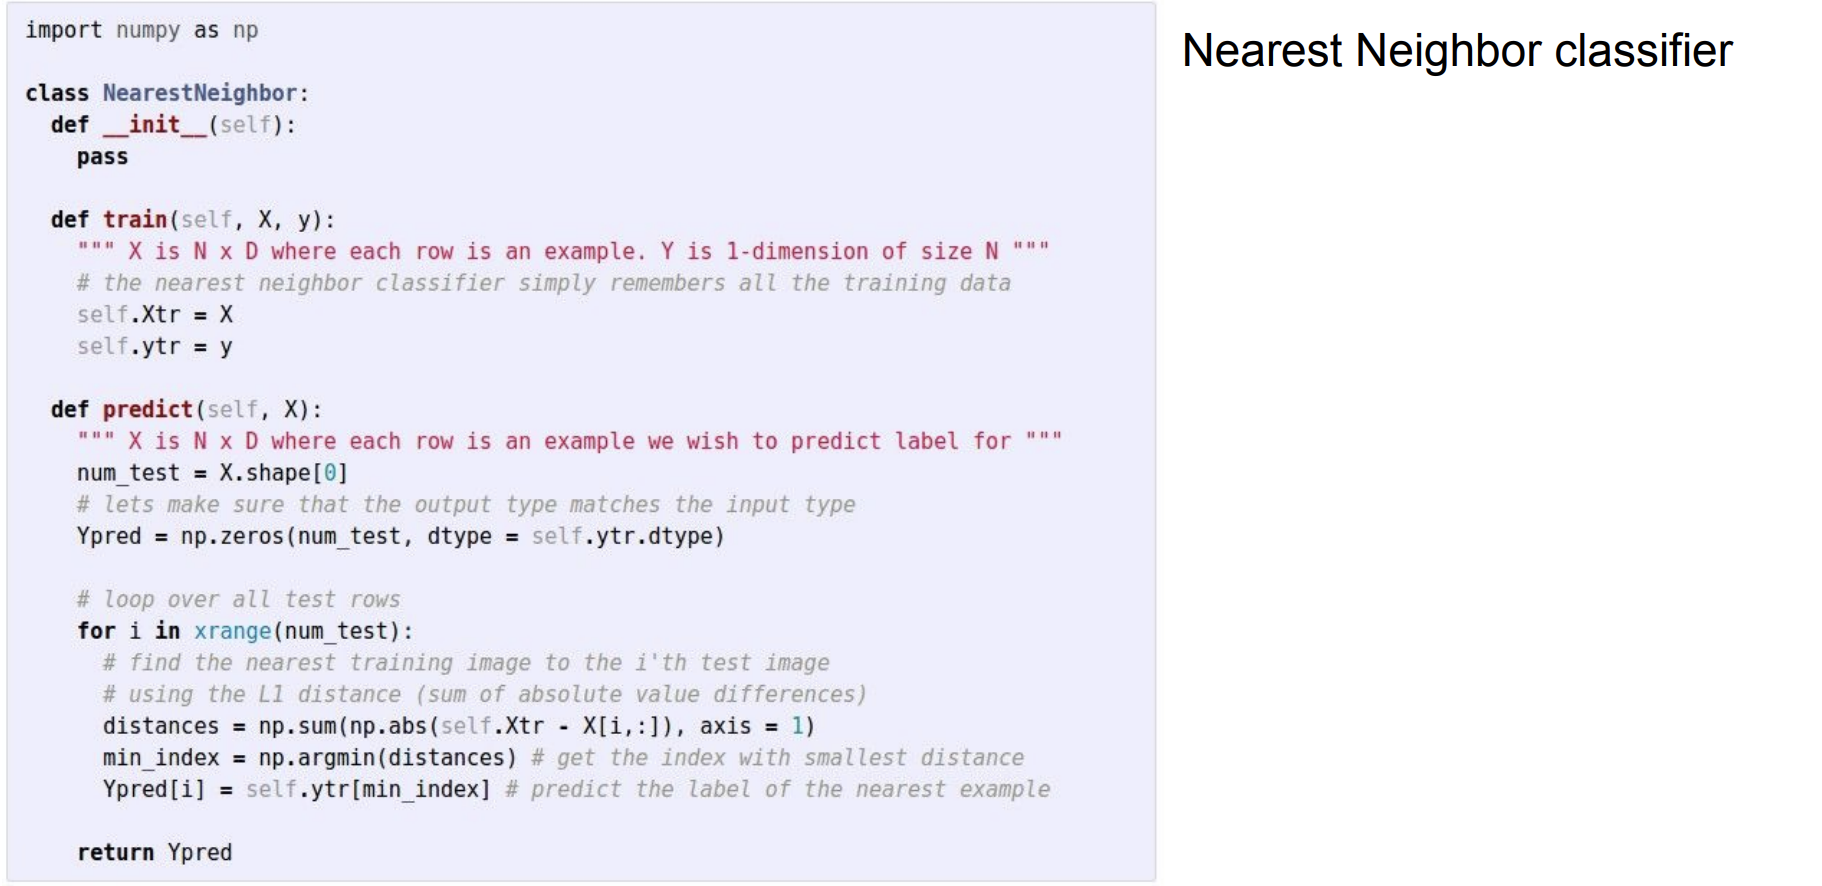 import numpy as np
class NearestNeighbor:
  def __init__(self):
    pass
  def train(self, X, y):
    """ X is N x D where each row is an example. Y is 1-dimension of size N """
    # the nearest neighbor classifier simply remembers all the training data
    self.Xtr = X
    self.ytr = y
  def predict(self, X):
    """ X is N x D where each row is an example we wish to predict label for """
    num_test = X.shape[0]
    # lets make sure that the output type matches the input type
    Ypred = np.zeros(num_test, dtype = self.ytr.dtype)
    # loop over all test rows
    for i in xrange(num_test):
      # find the nearest training image to the i'th test image
      # using the L1 distance (sum of absolute value differences)
      distances = np.sum(np.abs(self.Xtr - X[i,:]), axis = 1)
      min_index = np.argmin(distances) # get the index with smallest distance
      Ypred[i] = self.ytr[min_index] # predict the label of the nearest example
    return Ypred
Nearest Neighbor classifier